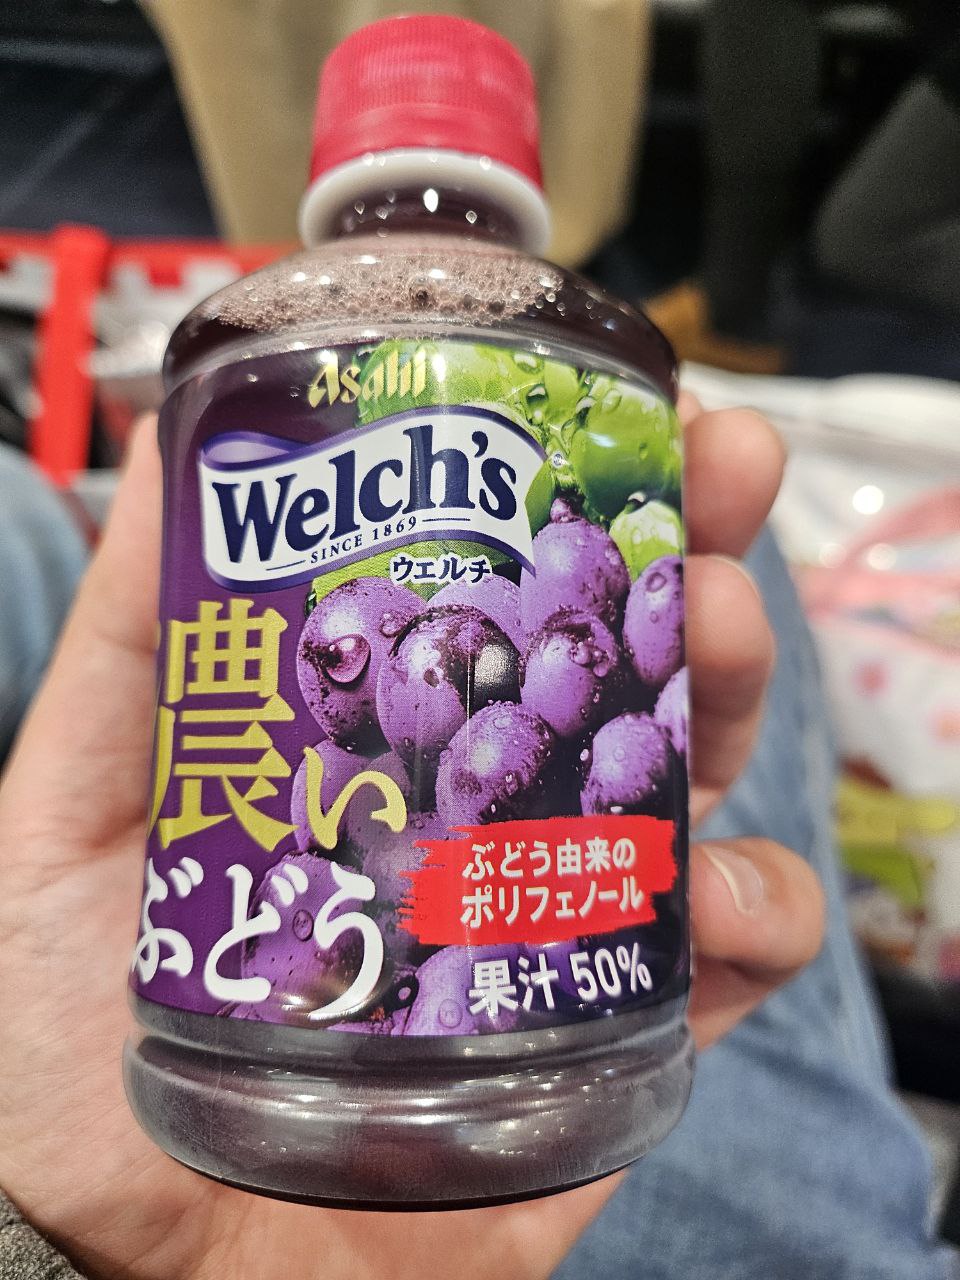 Asahi
Welch's
SINCE 1869
ウェルチ
濃い
ぶどう
ぶどう由来の
ポリフェノール
果汁 50%